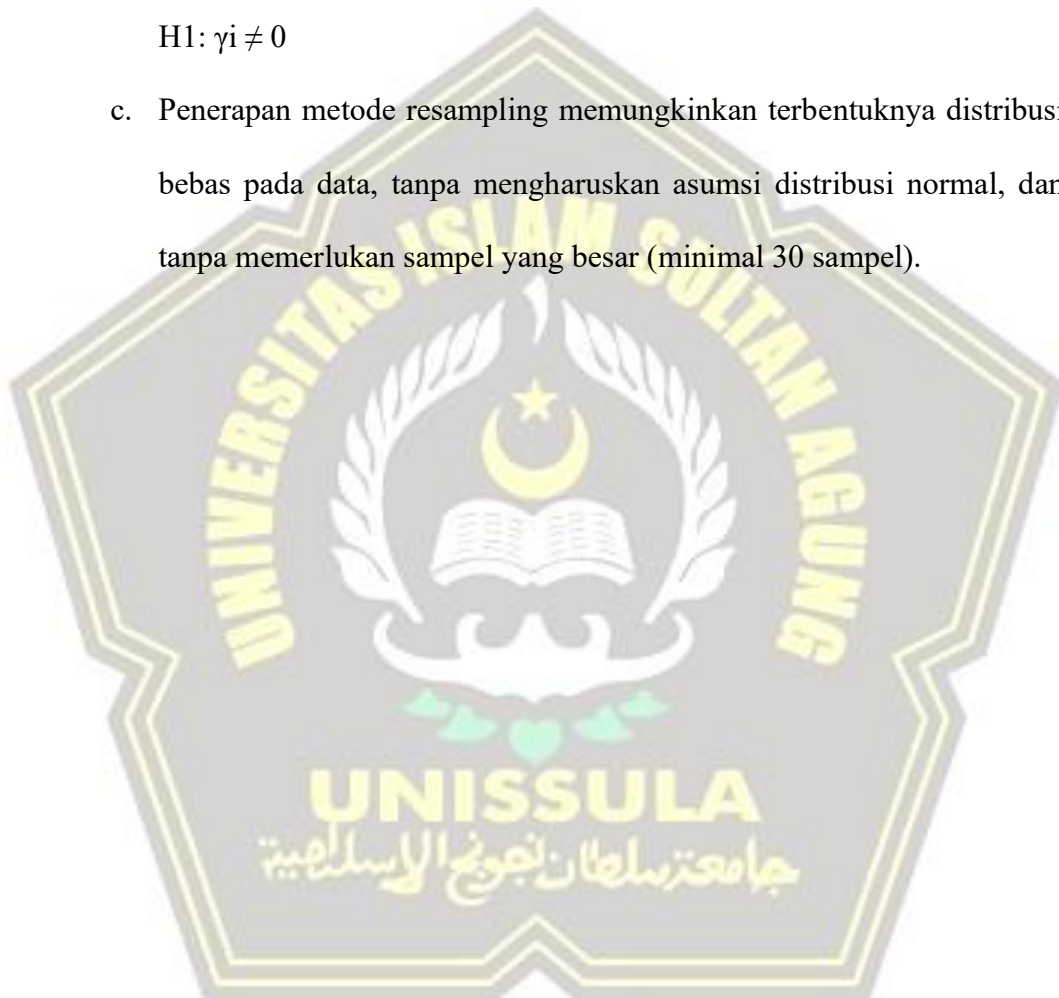 H1: γi ≠ 0
c. Penerapan metode resampling memungkinkan terbentuknya distribusi
bebas pada data, tanpa mengharuskan asumsi distribusi normal, dan
tanpa memerlukan sampel yang besar (minimal 30 sampel).
UNIVERSITAS ISLAM SULTAN AGUNG
UNISSULA
جامعة سلطان أجونج الإسلامية